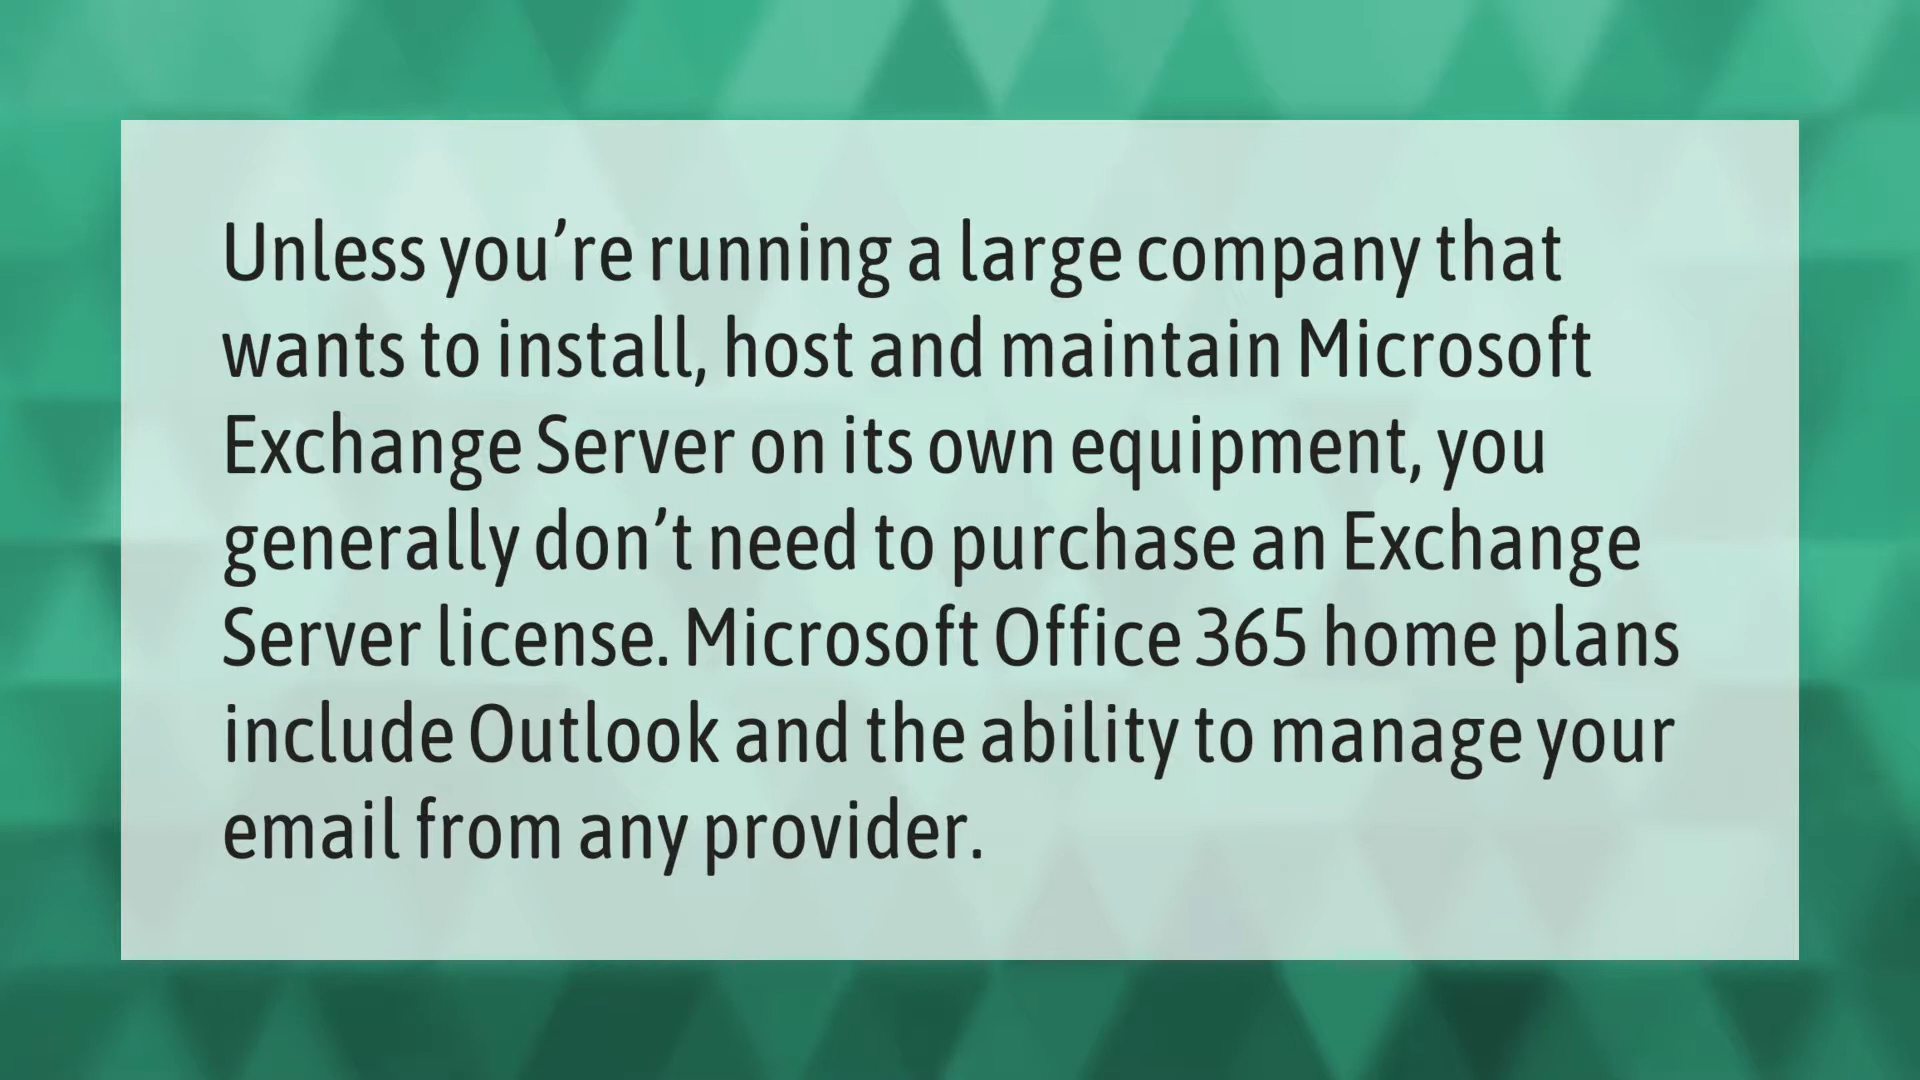 Unless you’re running a large company that
wants to install, host and maintain Microsoft
Exchange Server on its own equipment, you
generally don’t need to purchase an Exchange
Server license. Microsoft Office 365 home plans
include Outlook and the ability to manage your
email from any provider.